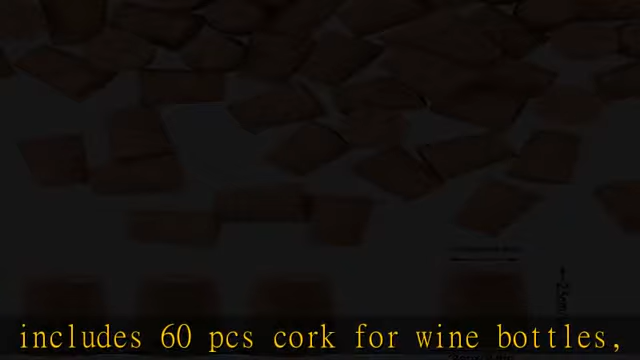 includes 60 pcs cork for wine bottles,